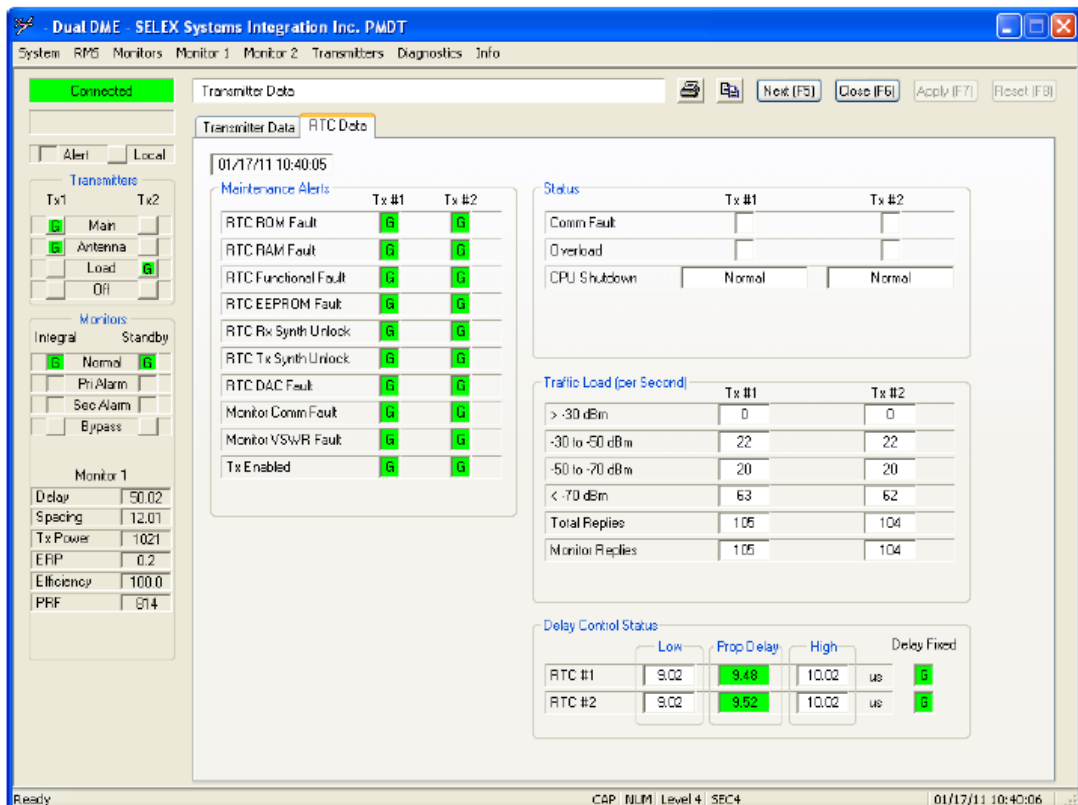 - Dual DME - SELEX Systems Integration Inc. PMDT
System RMS Monitors Monitor 1 Monitor 2 Transmitters Diagnostics Info
Connected
Transmitter Data
Next (F5) Close (F6) Apply (F7) Reset (F8)
Transmitter Data RTC Data
Alert Local
01/17/11 10:40:05
Transmitters
Tx1 Tx2
G Main
G Antenna
Load G
Off
Monitors
Integral Standby
G Normal G
Pri Alarm
Sec Alarm
Bypass
Monitor 1
Delay 50.02
Spacing 12.01
Tx Power 1021
ERP 0.2
Efficiency 100.0
PRF 814
Maintenance Alerts
Tx #1 Tx #2
RTC ROM Fault G G
RTC RAM Fault G G
RTC Functional Fault G G
RTC EEPROM Fault G G
RTC Rx Synth Unlock G G
RTC Tx Synth Unlock G G
RTC DAC Fault G G
Monitor Comm Fault G G
Monitor VSWR Fault G G
Tx Enabled G G
Status
Tx #1 Tx #2
Comm Fault
Overload
CPU Shutdown Normal Normal
Traffic Load (per Second)
Tx #1 Tx #2
> -30 dBm 0 0
-30 to -50 dBm 22 22
-50 to -70 dBm 20 20
< -70 dBm 63 62
Total Replies 105 104
Monitor Replies 105 104
Delay Control Status
Low Prop Delay High Delay Fixed
RTC #1 9.02 9.48 10.02 us G
RTC #2 9.02 9.52 10.02 us G
Ready CAP NUM Level 4 SEC4 01/17/11 10:40:06